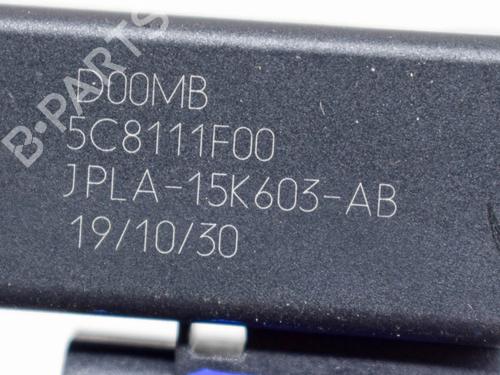 B-PARTS
D00MB
5C8111F00
JPLA-15K603-AB
19/10/30